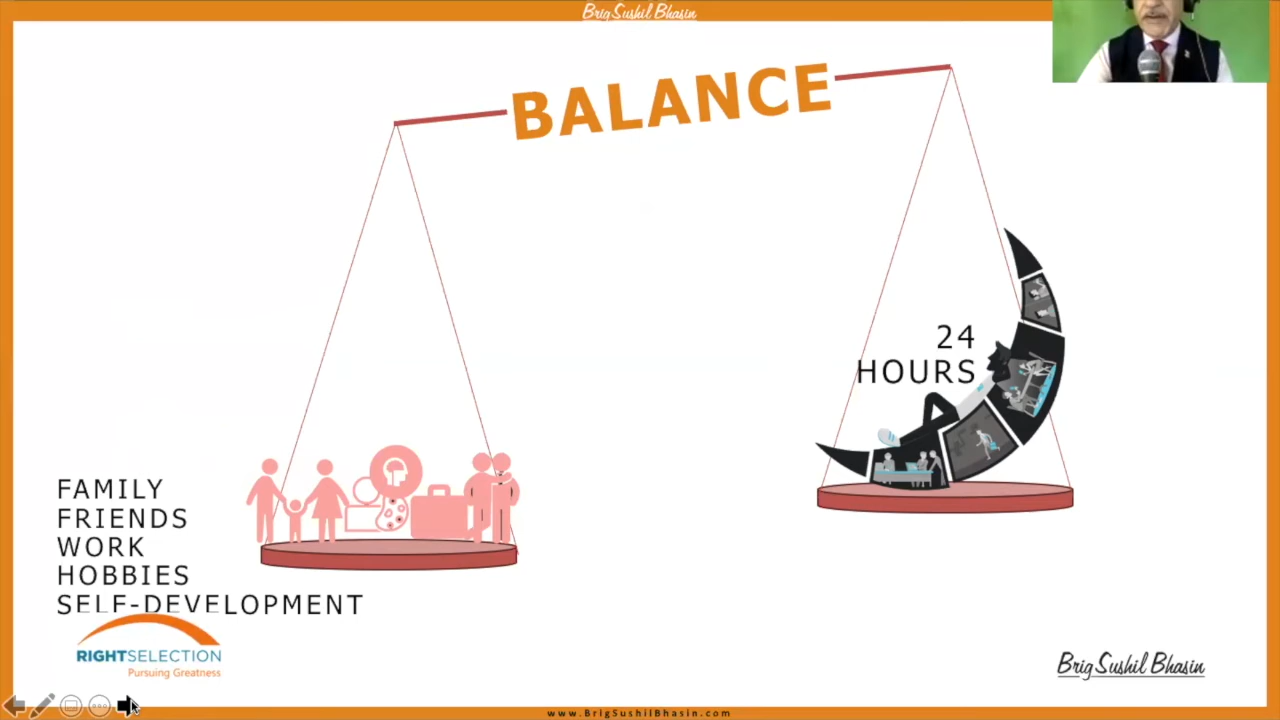 Brig Sushil Bhasin
BALANCE
24
HOURS
FAMILY
FRIENDS
WORK
HOBBIES
SELF-DEVELOPMENT
RIGHTSELECTION
Pursuing Greatness
Brig Sushil Bhasin
www.BrigSushilBhasin.com